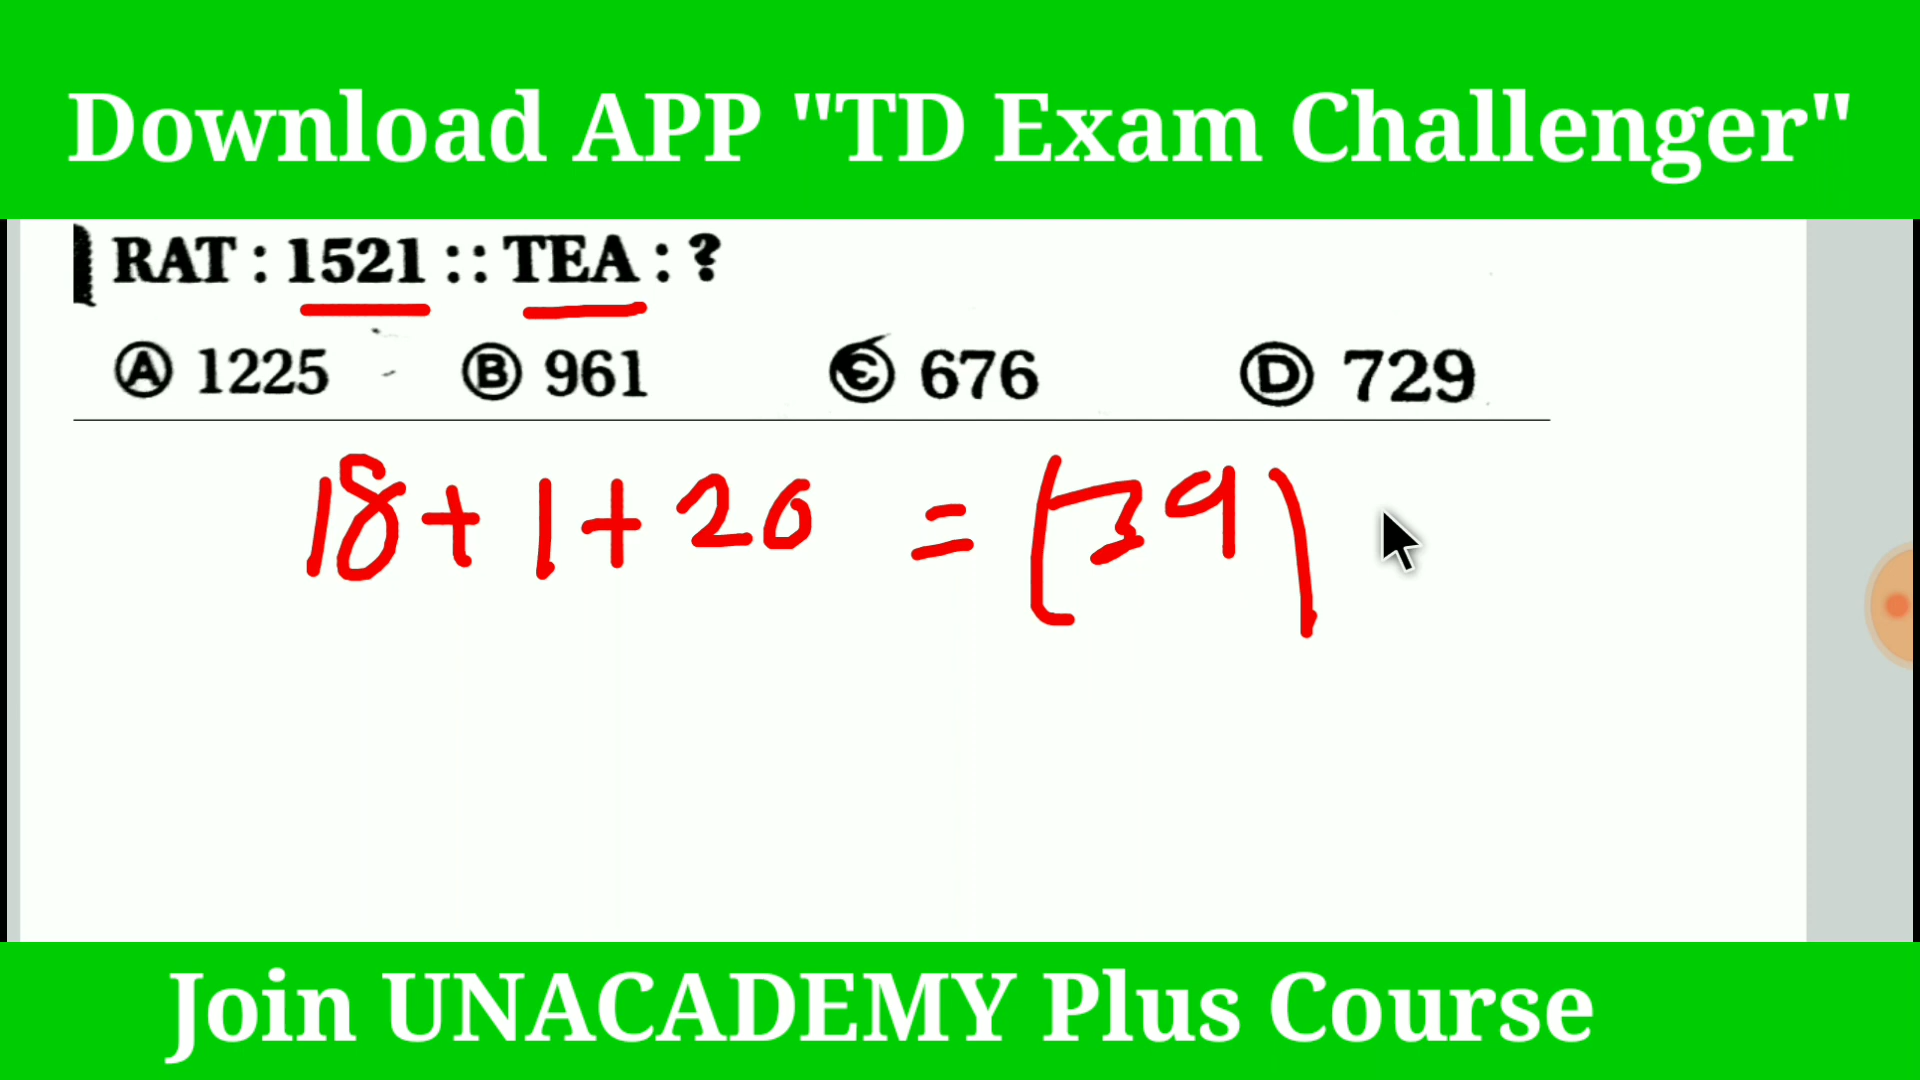 Download APP "TD Exam Challenger"
RAT : 1521 :: TEA : ?
Ⓐ 1225 Ⓑ 961 Ⓒ 676 Ⓓ 729
18 + 1 + 20 = (39)
Join UNACADEMY Plus Course